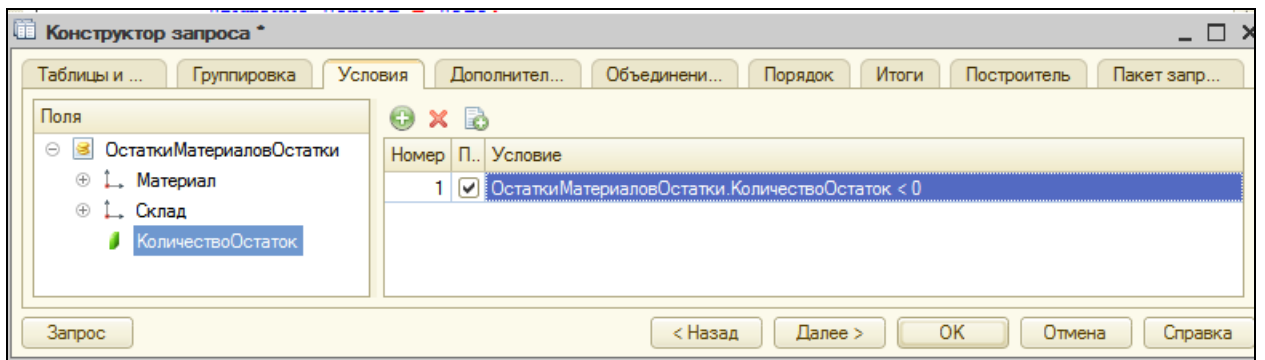 Конструктор запроса *
Таблицы и ... Группировка Условия Дополнител... Объединени... Порядок Итоги Построитель Пакет запр...
Поля
ОстаткиМатериаловОстатки
Материал
Склад
КоличествоОстаток
Номер П.. Условие
1 ОстаткиМатериаловОстатки.КоличествоОстаток < 0
Запрос < Назад Далее > OK Отмена Справка